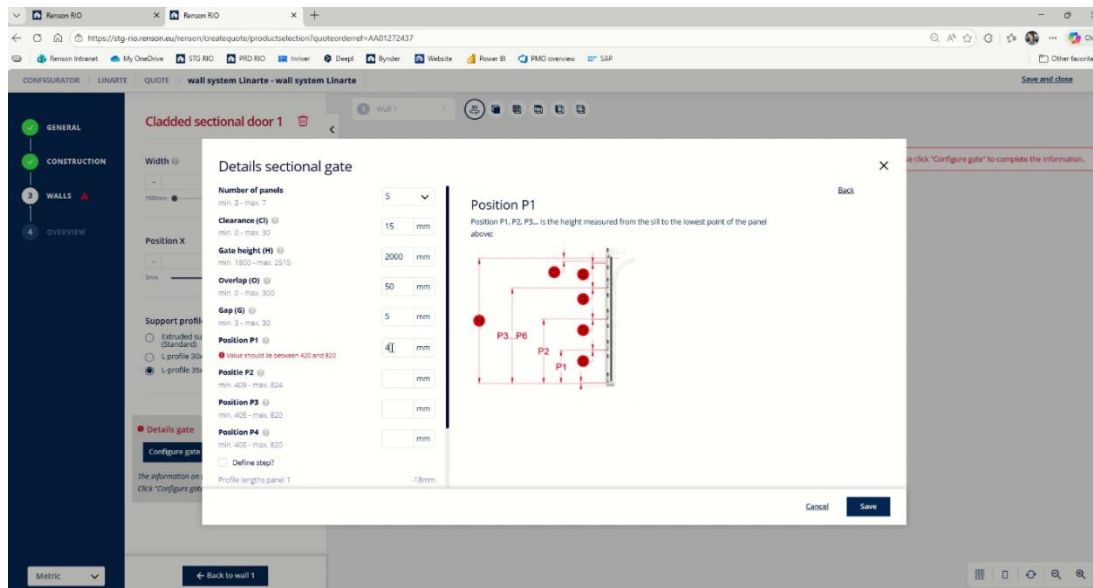 Renson RIO
Renson RIO
https://stg-rio.renson.eu/renson/createquote/productselection?quoteorderref=AA01272437
Renson Intranet
My OneDrive
STG RIO
PRD RIO
Inriver
Deepl
Bynder
Website
Power BI
PMO overview
SAP
Other favorite
CONFIGURATOR
LINARTE
QUOTE
wall system Linarte - wall system Linarte
Save and close
GENERAL
CONSTRUCTION
3 WALLS
4 OVERVIEW
Cladded sectional door 1
Wall 1
Width
-
1500mm
Position X
-
0mm
Support profil
Extruded su
(Standard)
L-profile 30x
L-profile 35x
Details gate
Configure gate
The information on
Click "Configure gate
se click "Configure gate" to complete the information.
Details sectional gate
Number of panels
min. 3 - max. 7
5
Clearance (Cl)
min. 0 - max. 30
15 mm
Gate height (H)
min. 1800 - max. 2515
2000 mm
Overlap (O)
min. 0 - max. 300
50 mm
Gap (G)
min. 3 - max. 30
5 mm
Position P1
Value should lie between 420 and 820
4 mm
Positie P2
min. 409 - max. 824
mm
Position P3
min. 405 - max. 820
mm
Position P4
min. 405 - max. 820
mm
Define step?
Profile lengths panel 1
-18mm
Back
Position P1
Position P1, P2, P3... is the height measured from the sill to the lowest point of the panel
above:
P3...P6
P2
P1
Cancel
Save
Metric
Back to wall 1